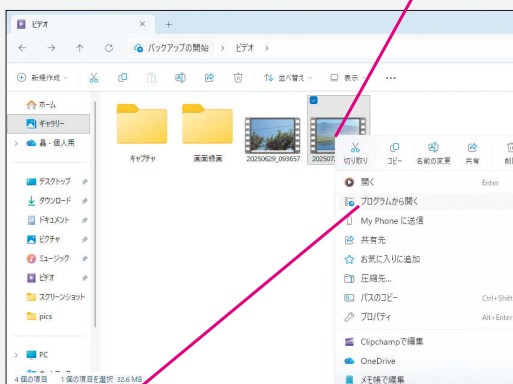 ビデオ
バックアップの開始 > ビデオ >
新規作成
並べ替え
表示
ホーム
ギャラリー
個人用
デスクトップ
ダウンロード
ドキュメント
ピクチャ
ミュージック
ビデオ
スクリーンショット
pics
PC
キャプチャ
画面録画
20250629_093657
切り取り
コピー
名前の変更
共有
開く Enter
プログラムから開く
My Phone に送信
共有先
お気に入りに追加
圧縮先...
パスのコピー Ctrl+Shift
プロパティ Alt+Enter
Clipchampで編集
OneDrive
メモ帳で編集
4 個の項目 1 個の項目を選択 32.6 MB